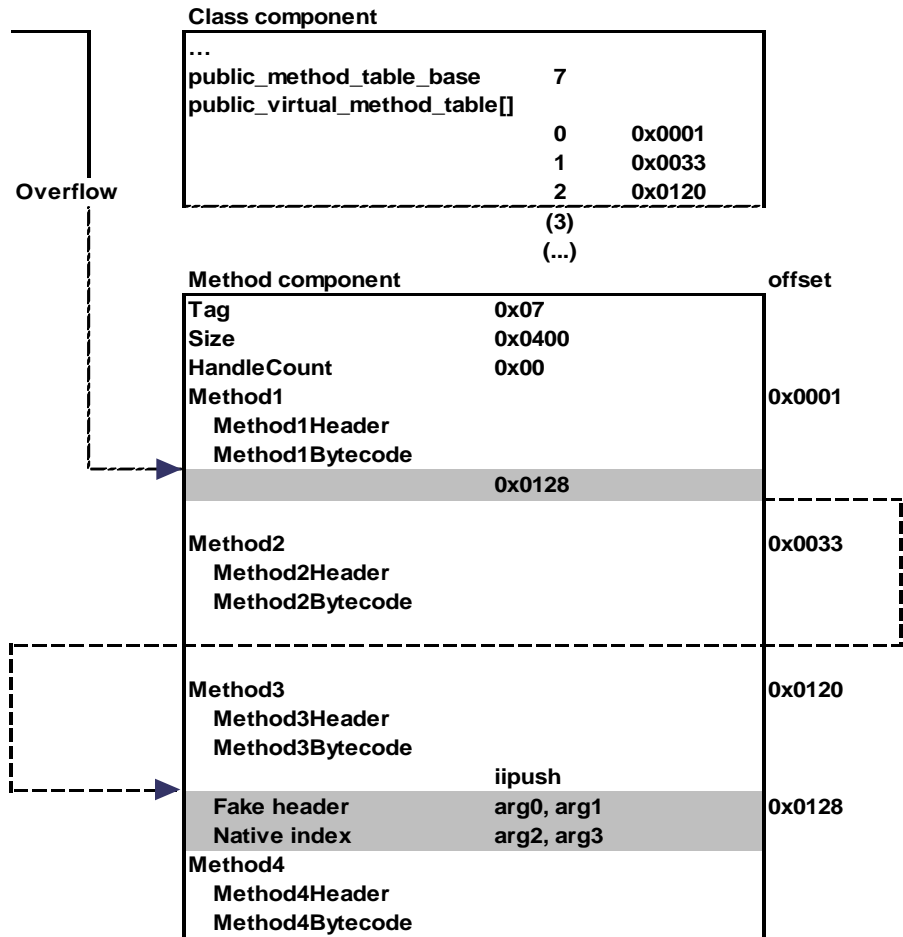 Class component
...
public_method_table_base 7
public_virtual_method_table[]
0 0x0001
1 0x0033
Overflow 2 0x0120
(3)
(...)
Method component offset
Tag 0x07
Size 0x0400
HandleCount 0x00
Method1 0x0001
Method1Header
Method1Bytecode
0x0128
Method2 0x0033
Method2Header
Method2Bytecode
Method3 0x0120
Method3Header
Method3Bytecode
iipush
Fake header arg0, arg1 0x0128
Native index arg2, arg3
Method4
Method4Header
Method4Bytecode